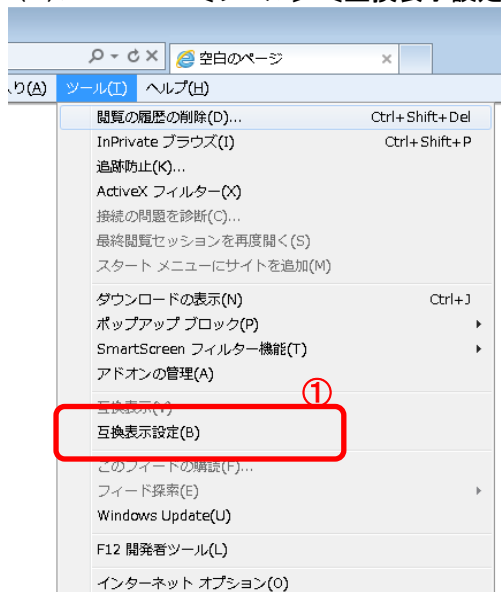 空白のページ
り(A) ツール(T) ヘルプ(H)
閲覧の履歴の削除(D)... Ctrl+Shift+Del
InPrivate ブラウズ(I) Ctrl+Shift+P
追跡防止(K)...
ActiveX フィルター(X)
接続の問題を診断(C)...
最終閲覧セッションを再度開く(S)
スタート メニューにサイトを追加(M)
ダウンロードの表示(N) Ctrl+J
ポップアップ ブロック(P)
SmartScreen フィルター機能(T)
アドオンの管理(A)
①
互換表示(V)
互換表示設定(B)
このフィードの購読(F)...
フィード探索(E)
Windows Update(U)
F12 開発者ツール(L)
インターネット オプション(O)